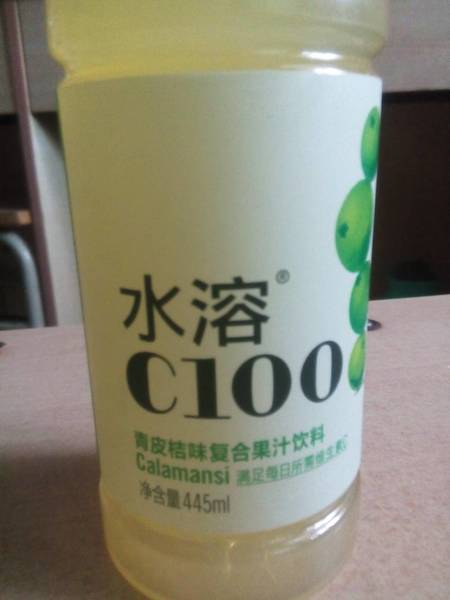 水溶®
C100
青皮桔味复合果汁饮料
Calamansi 满足每日所需维生素C
净含量445ml